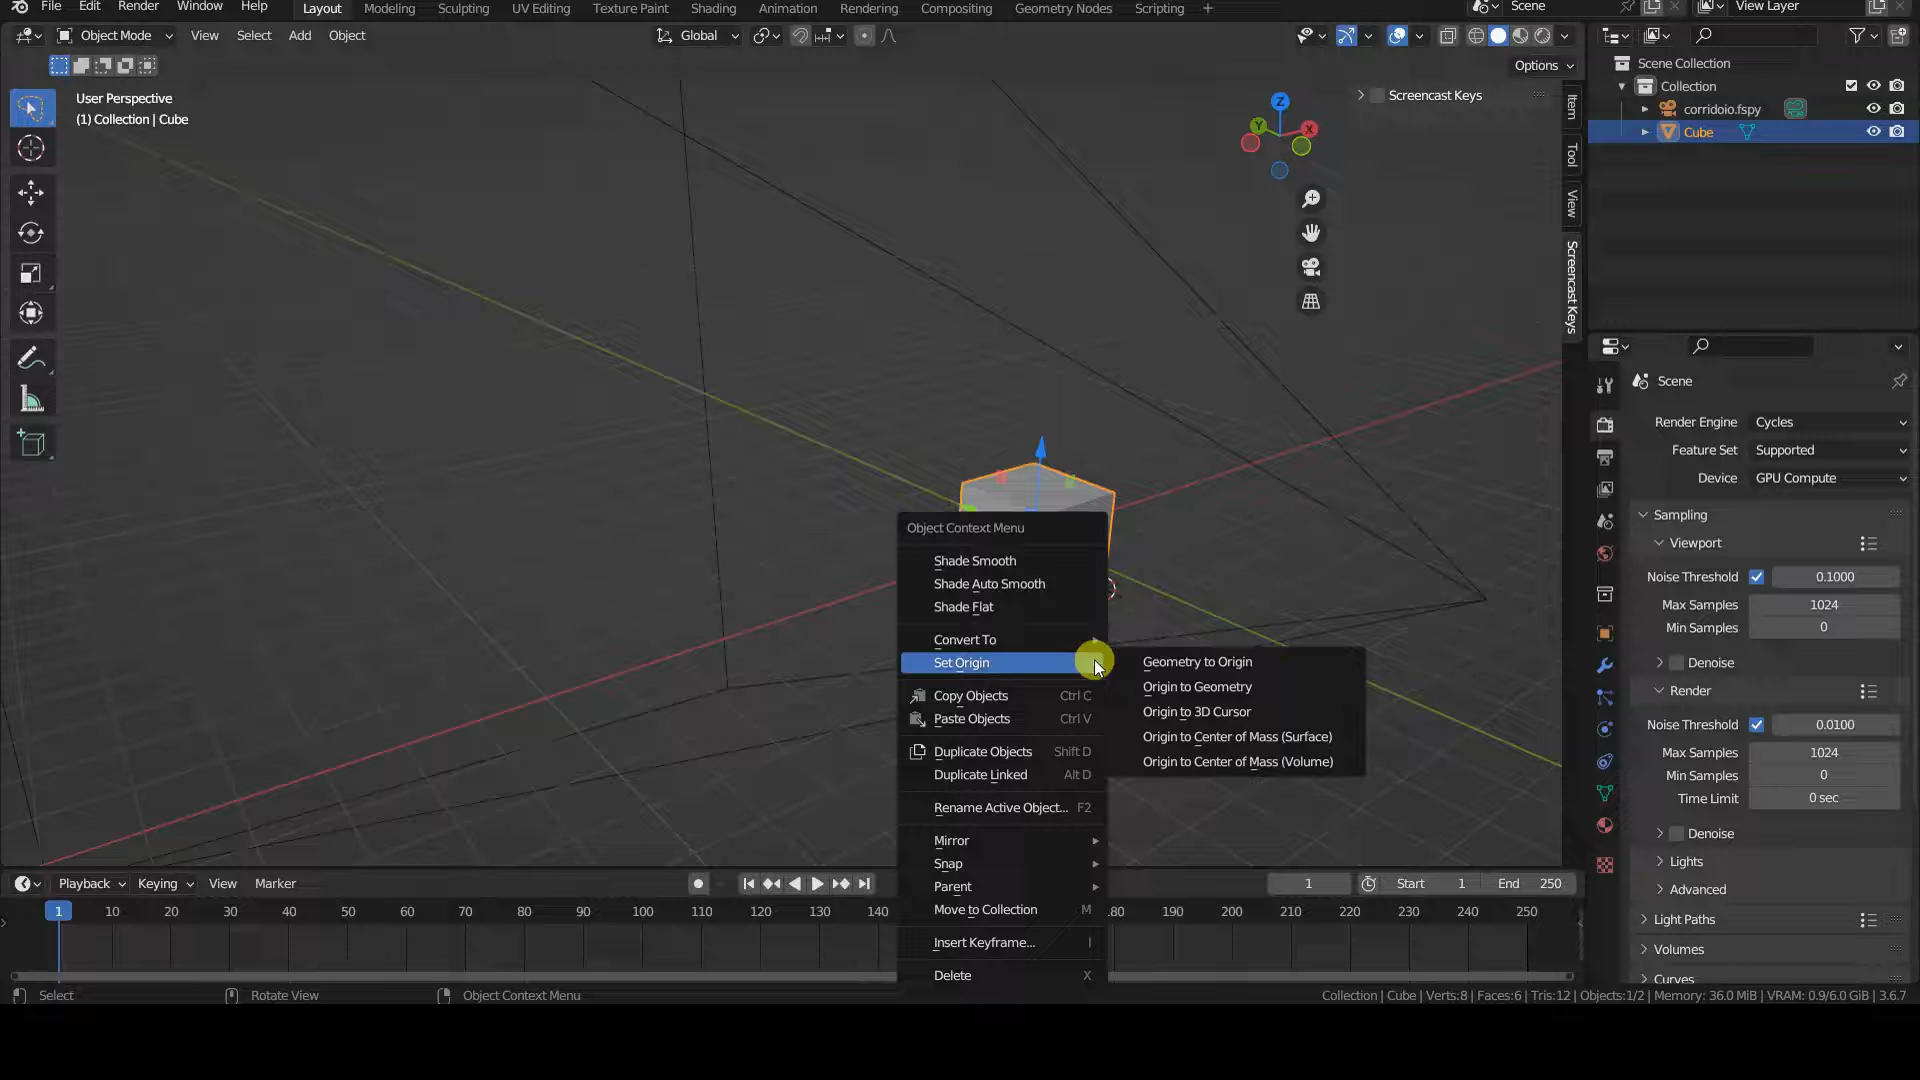 File Edit Render Window Help Layout Modeling Sculpting UV Editing Texture Paint Shading Animation Rendering Compositing Geometry Nodes Scripting + Scene View Layer
Object Mode View Select Add Object Global
Options
User Perspective
(1) Collection | Cube
Screencast Keys
X
Y
Z
Item
Tool
View
Screencast Keys
Scene Collection
Collection
corridoio.fspy
Cube
Scene
Render Engine Cycles
Feature Set Supported
Device GPU Compute
Sampling
Viewport
Noise Threshold 0.1000
Max Samples 1024
Min Samples 0
Denoise
Render
Noise Threshold 0.0100
Max Samples 1024
Min Samples 0
Time Limit 0 sec
Denoise
Lights
Advanced
Light Paths
Volumes
Curves
Object Context Menu
Shade Smooth
Shade Auto Smooth
Shade Flat
Convert To
Set Origin
Copy Objects Ctrl C
Paste Objects Ctrl V
Duplicate Objects Shift D
Duplicate Linked Alt D
Rename Active Object... F2
Mirror
Snap
Parent
Move to Collection M
Insert Keyframe... I
Delete X
Geometry to Origin
Origin to Geometry
Origin to 3D Cursor
Origin to Center of Mass (Surface)
Origin to Center of Mass (Volume)
Playback Keying View Marker 1 Start 1 End 250
1 10 20 30 40 50 60 70 80 90 100 110 120 130 140 80 190 200 210 220 230 240 250
Select Rotate View Object Context Menu Collection | Cube | Verts:8 | Faces:6 | Tris:12 | Objects:1/2 | Memory: 36.0 MiB | VRAM: 0.9/6.0 GiB | 3.6.7